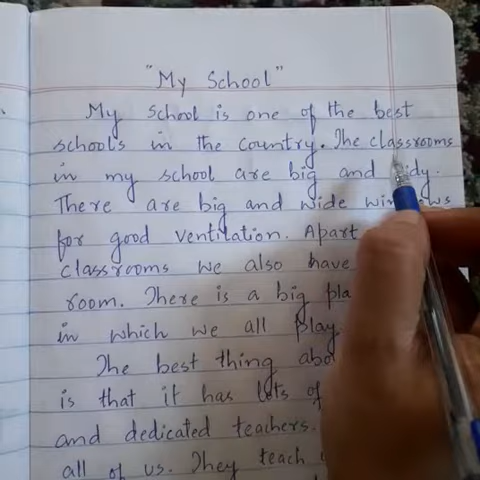 "My School"
My School is one of the best
schools in the country. The classrooms
in my school are big and
There are big and wide
for good ventilation. Apart
classrooms we also have
room. There is a big
in which we all play.
The best thing
is that it has lots of
and dedicated teachers.
all of us. They teach